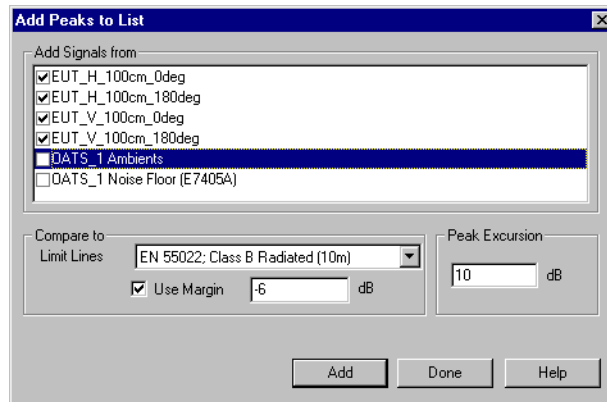 Add Peaks to List
Add Signals from
EUT_H_100cm_0deg
EUT_H_100cm_180deg
EUT_V_100cm_0deg
EUT_V_100cm_180deg
OATS_1 Ambients
OATS_1 Noise Floor (E7405A)
Compare to
Limit Lines EN 55022; Class B Radiated (10m)
Use Margin -6 dB
Peak Excursion
10 dB
Add Done Help